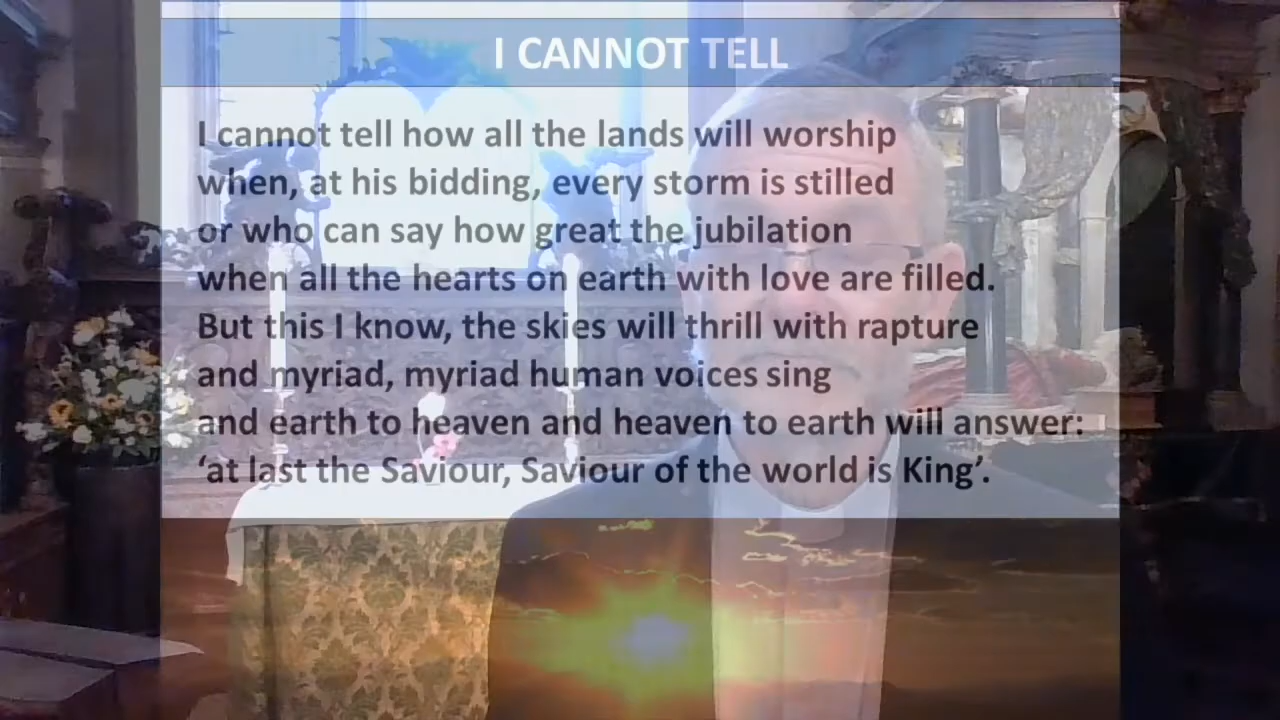 I CANNOT TELL
I cannot tell how all the lands will worship
when, at his bidding, every storm is stilled
or who can say how great the jubilation
when all the hearts on earth with love are filled.
But this I know, the skies will thrill with rapture
and myriad, myriad human voices sing
and earth to heaven and heaven to earth will answer:
‘at last the Saviour, Saviour of the world is King’.